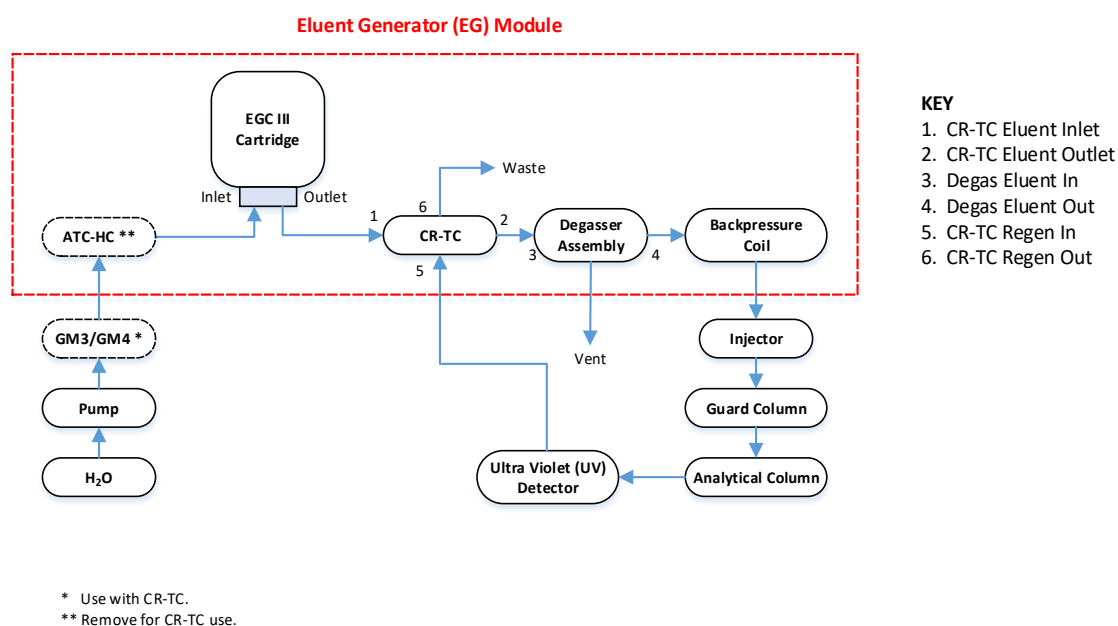 Eluent Generator (EG) Module
EGC III
Cartridge
Inlet
Outlet
ATC-HC **
1
6
Waste
CR-TC
2
5
Degasser
Assembly
3
4
Backpressure
Coil
GM3/GM4 *
Vent
Injector
Pump
Guard Column
H₂O
Ultra Violet (UV)
Detector
Analytical Column
KEY
1. CR-TC Eluent Inlet
2. CR-TC Eluent Outlet
3. Degas Eluent In
4. Degas Eluent Out
5. CR-TC Regen In
6. CR-TC Regen Out
* Use with CR-TC.
** Remove for CR-TC use.